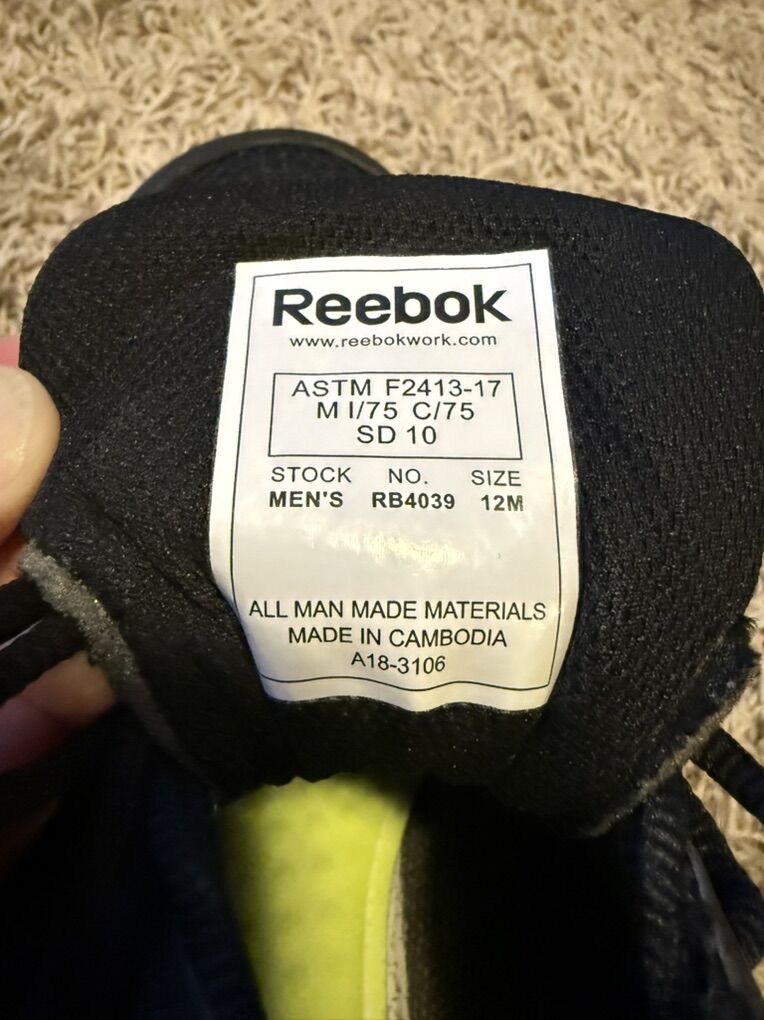 Reebok
www.reebokwork.com
ASTM F2413-17
M I/75 C/75
SD 10
STOCK NO. SIZE
MEN'S RB4039 12M
ALL MAN MADE MATERIALS
MADE IN CAMBODIA
A18-3106